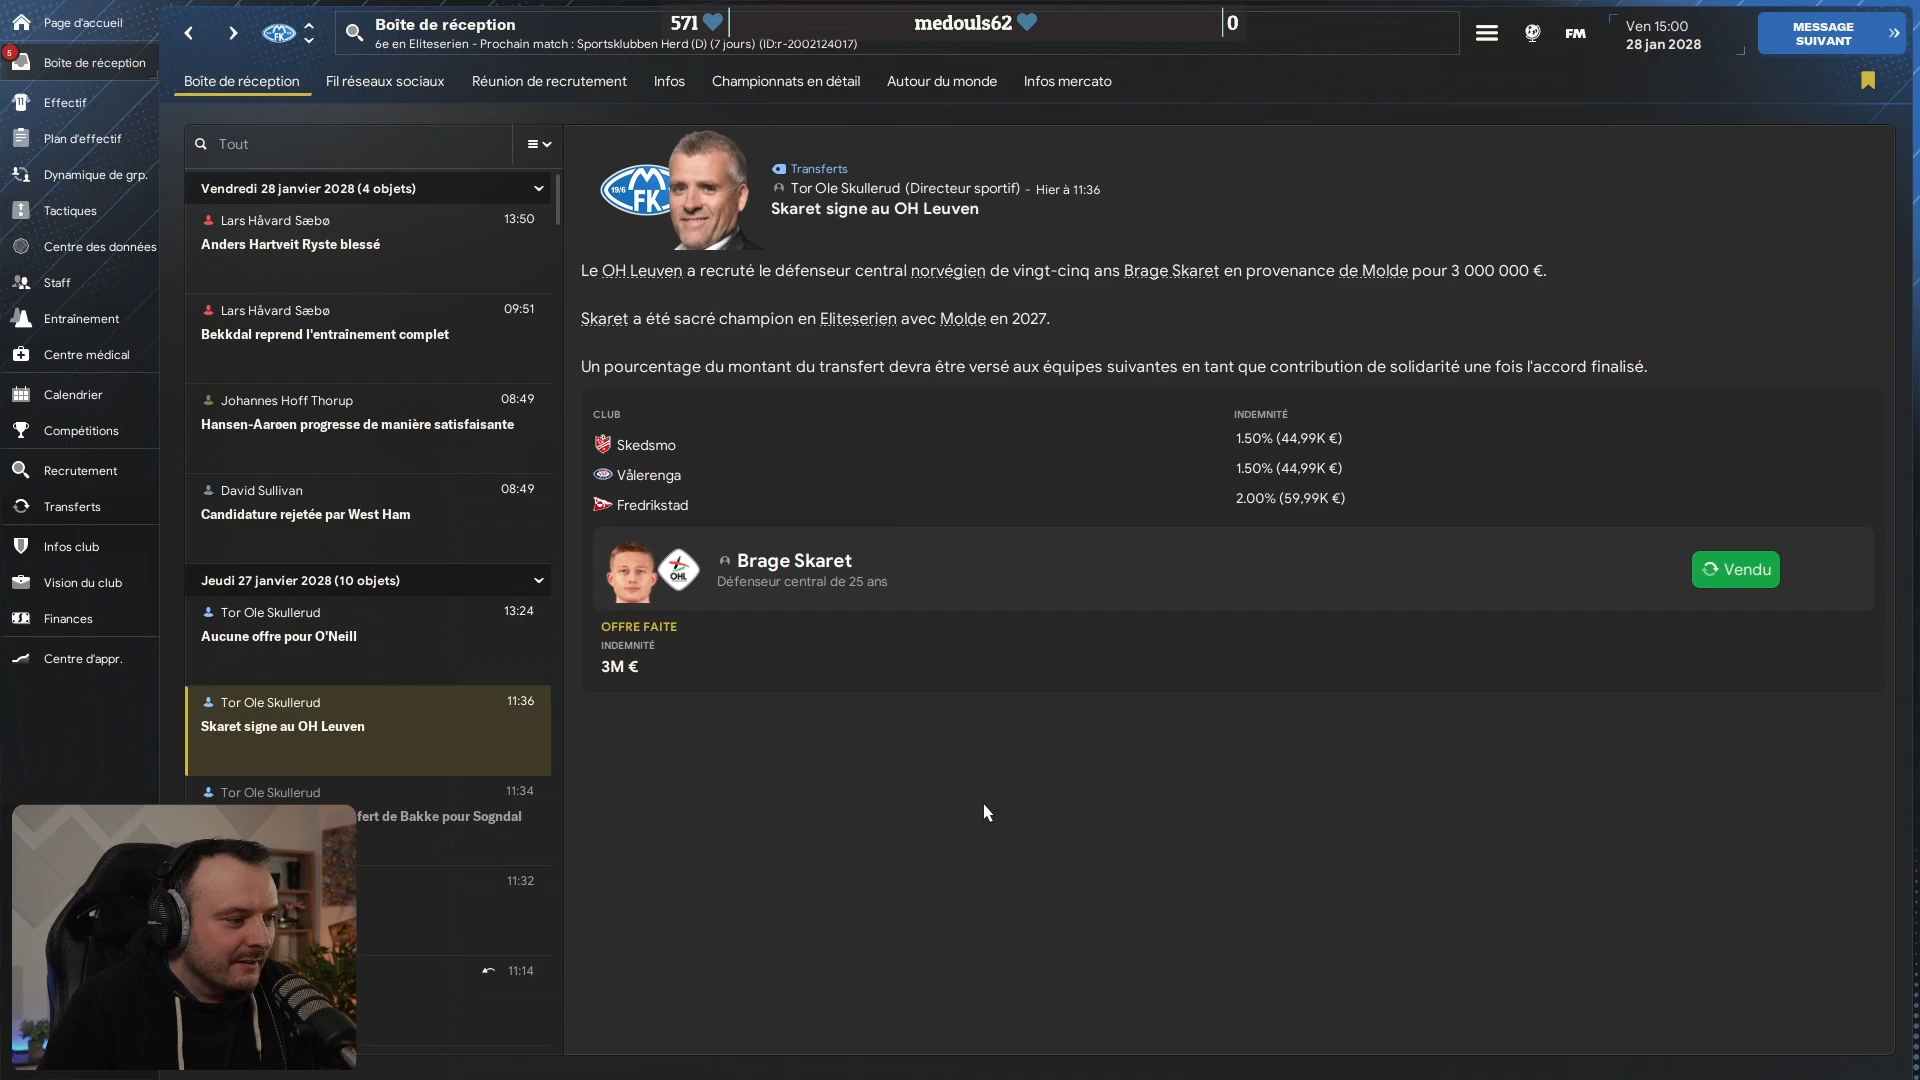 Page d'accueil
5
Boîte de réception
Effectif
Plan d'effectif
Dynamique de grp.
Tactiques
Centre des données
Staff
Entraînement
Centre médical
Calendrier
Compétitions
Recrutement
Transferts
Infos club
Vision du club
Finances
Centre d'appr.
Boîte de réception
6e en Eliteserien - Prochain match : Sportsklubben Herd (D) (7 jours) (ID:r-2002124017)
571
medouls62
0
FM
Ven 15:00
28 jan 2028
MESSAGE SUIVANT
Boîte de réception
Fil réseaux sociaux
Réunion de recrutement
Infos
Championnats en détail
Autour du monde
Infos mercato
Tout
Vendredi 28 janvier 2028 (4 objets)
Lars Håvard Sæbø 13:50
Anders Hartveit Ryste blessé
Lars Håvard Sæbø 09:51
Bekkdal reprend l'entraînement complet
Johannes Hoff Thorup 08:49
Hansen-Aarøen progresse de manière satisfaisante
David Sullivan 08:49
Candidature rejetée par West Ham
Jeudi 27 janvier 2028 (10 objets)
Tor Ole Skullerud 13:24
Aucune offre pour O'Neill
Tor Ole Skullerud 11:36
Skaret signe au OH Leuven
Tor Ole Skullerud 11:34
fert de Bakke pour Sogndal
11:32
11:14
Transferts
Tor Ole Skullerud (Directeur sportif) - Hier à 11:36
Skaret signe au OH Leuven
Le OH Leuven a recruté le défenseur central norvégien de vingt-cinq ans Brage Skaret en provenance de Molde pour 3 000 000 €.
Skaret a été sacré champion en Eliteserien avec Molde en 2027.
Un pourcentage du montant du transfert devra être versé aux équipes suivantes en tant que contribution de solidarité une fois l'accord finalisé.
CLUB INDEMNITÉ
Skedsmo 1.50% (44,99K €)
Vålerenga 1.50% (44,99K €)
Fredrikstad 2.00% (59,99K €)
OHL
Brage Skaret
Défenseur central de 25 ans
Vendu
OFFRE FAITE
INDEMNITÉ
3M €